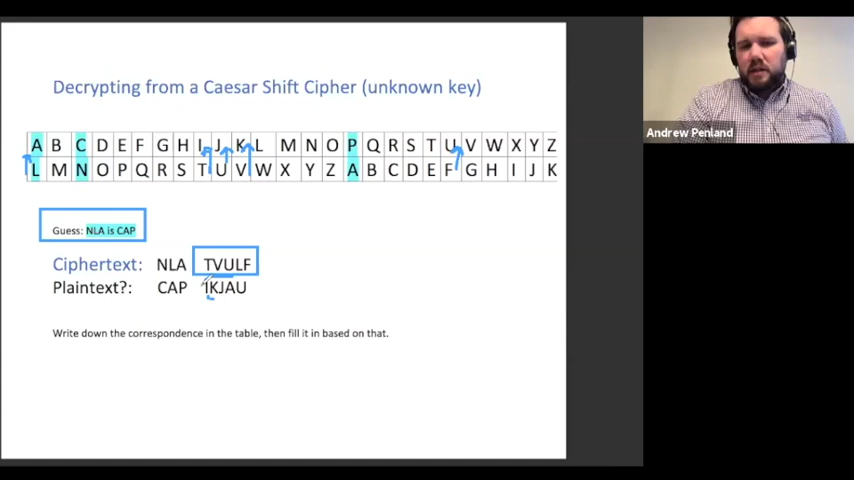 Decrypting from a Caesar Shift Cipher (unknown key)
A B C D E F G H I J K L M N O P Q R S T U V W X Y Z
L M N O P Q R S T U V W X Y Z A B C D E F G H I J K
Guess: NLA is CAP
Ciphertext: NLA TVULF
Plaintext?: CAP IKJAU
Write down the correspondence in the table, then fill it in based on that.
Andrew Penland